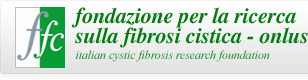 ffc
fondazione per la ricerca
sulla fibrosi cistica - onlus
italian cystic fibrosis research foundation